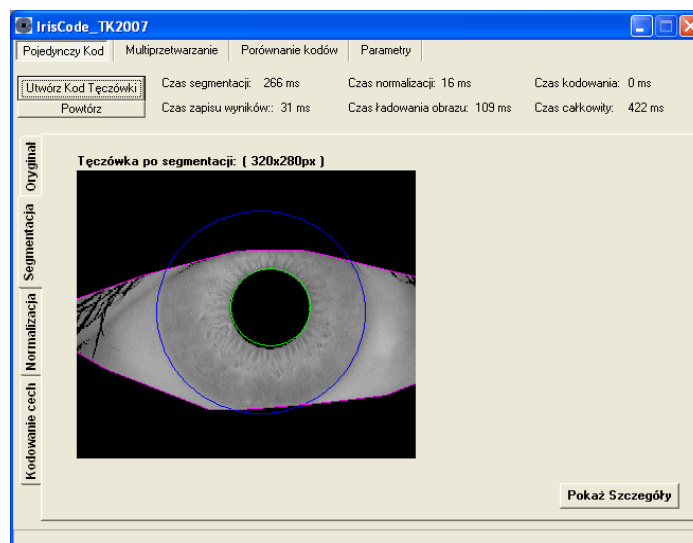 IrisCode_TK2007
Pojedynczy Kod Multiprzetwarzanie Porównanie kodów Parametry
Utwórz Kod Tęczówki
Powtórz
Czas segmentacji: 266 ms Czas normalizacji: 16 ms Czas kodowania: 0 ms
Czas zapisu wyników:: 31 ms Czas ładowania obrazu: 109 ms Czas całkowity: 422 ms
Oryginał
Segmentacja
Normalizacja
Kodowanie cech
Tęczówka po segmentacji: ( 320x280px )
Pokaż Szczegóły